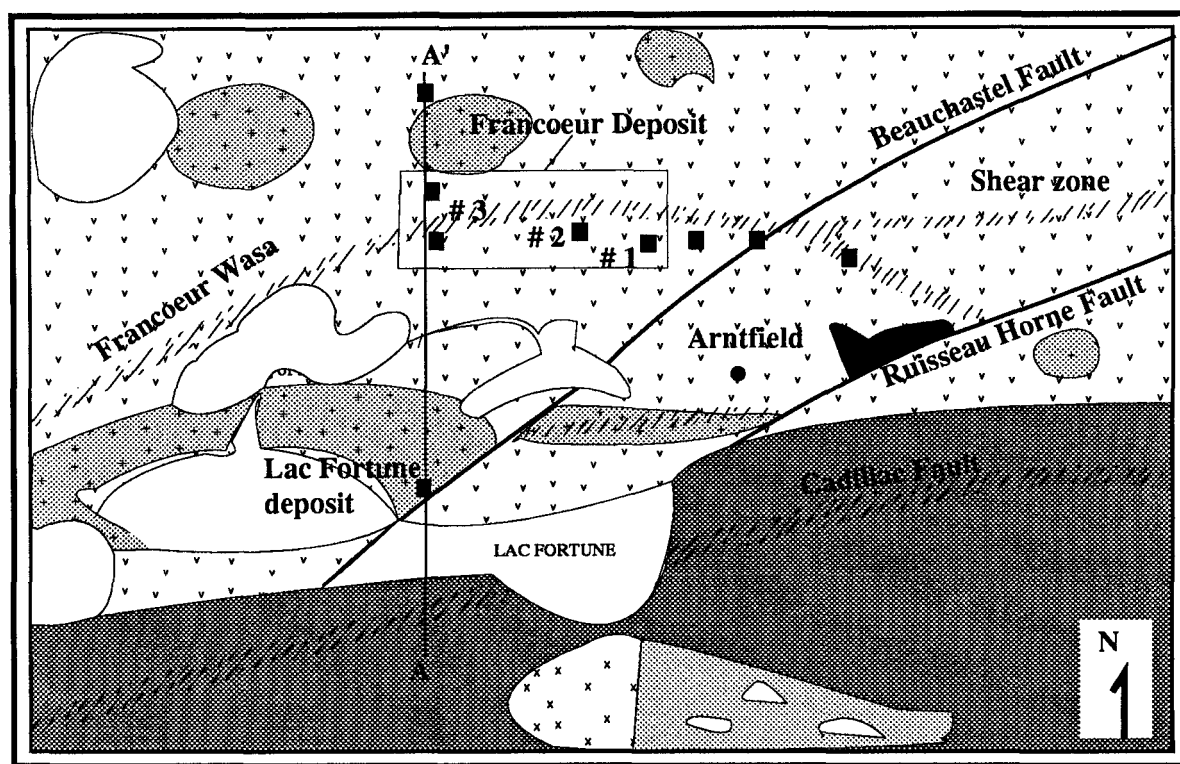 A'
Beauchastel Fault
Francoeur Deposit
Shear zone
# 3
# 2
# 1
Francoeur Wasa
Arntfield
Ruisseau Horne Fault
Lac Fortune
deposit
Cadillac Fault
LAC FORTUNE
A
N